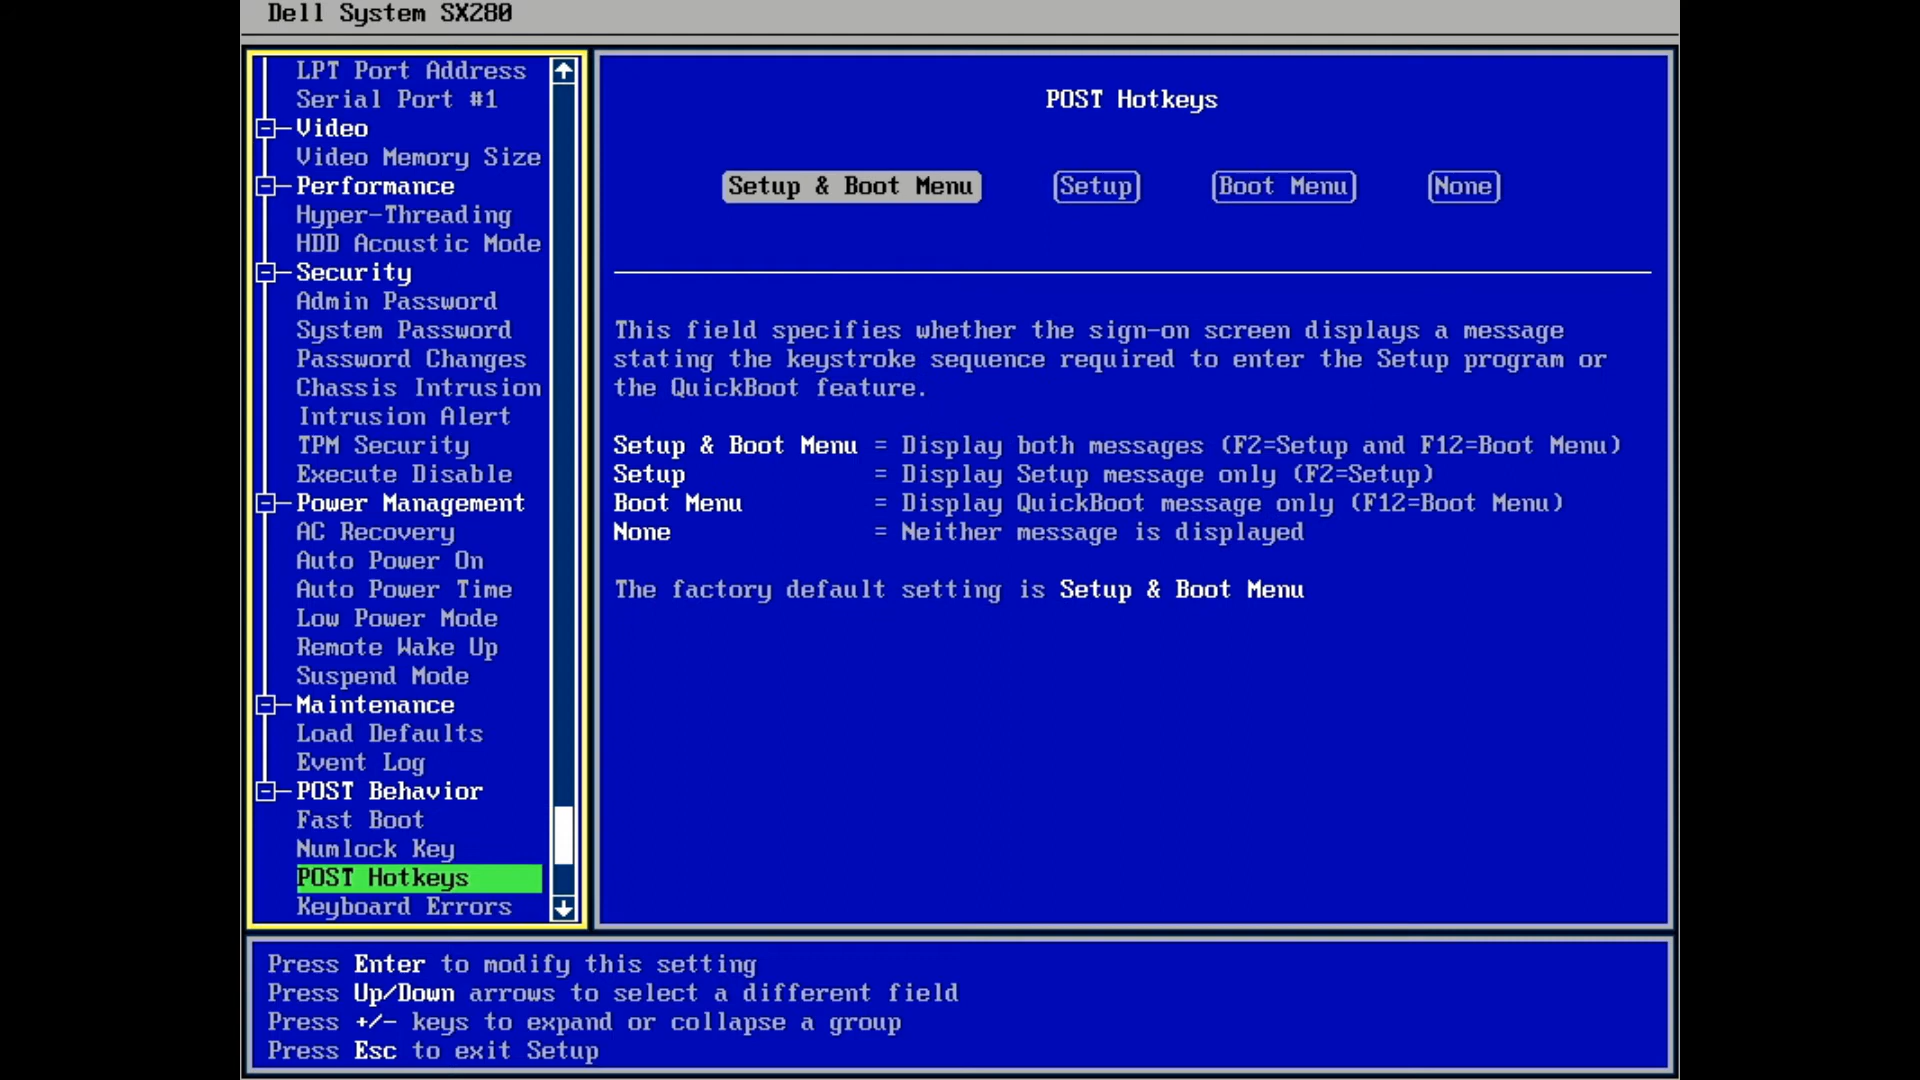 Dell System SX280
LPT Port Address
Serial Port #1
Video
Video Memory Size
Performance
Hyper-Threading
HDD Acoustic Mode
Security
Admin Password
System Password
Password Changes
Chassis Intrusion
Intrusion Alert
TPM Security
Execute Disable
Power Management
AC Recovery
Auto Power On
Auto Power Time
Low Power Mode
Remote Wake Up
Suspend Mode
Maintenance
Load Defaults
Event Log
POST Behavior
Fast Boot
Numlock Key
POST Hotkeys
Keyboard Errors
POST Hotkeys
Setup & Boot Menu Setup Boot Menu None
This field specifies whether the sign-on screen displays a message
stating the keystroke sequence required to enter the Setup program or
the QuickBoot feature.
Setup & Boot Menu = Display both messages (F2=Setup and F12=Boot Menu)
Setup = Display Setup message only (F2=Setup)
Boot Menu = Display QuickBoot message only (F12=Boot Menu)
None = Neither message is displayed
The factory default setting is Setup & Boot Menu
Press Enter to modify this setting
Press Up/Down arrows to select a different field
Press +/- keys to expand or collapse a group
Press Esc to exit Setup